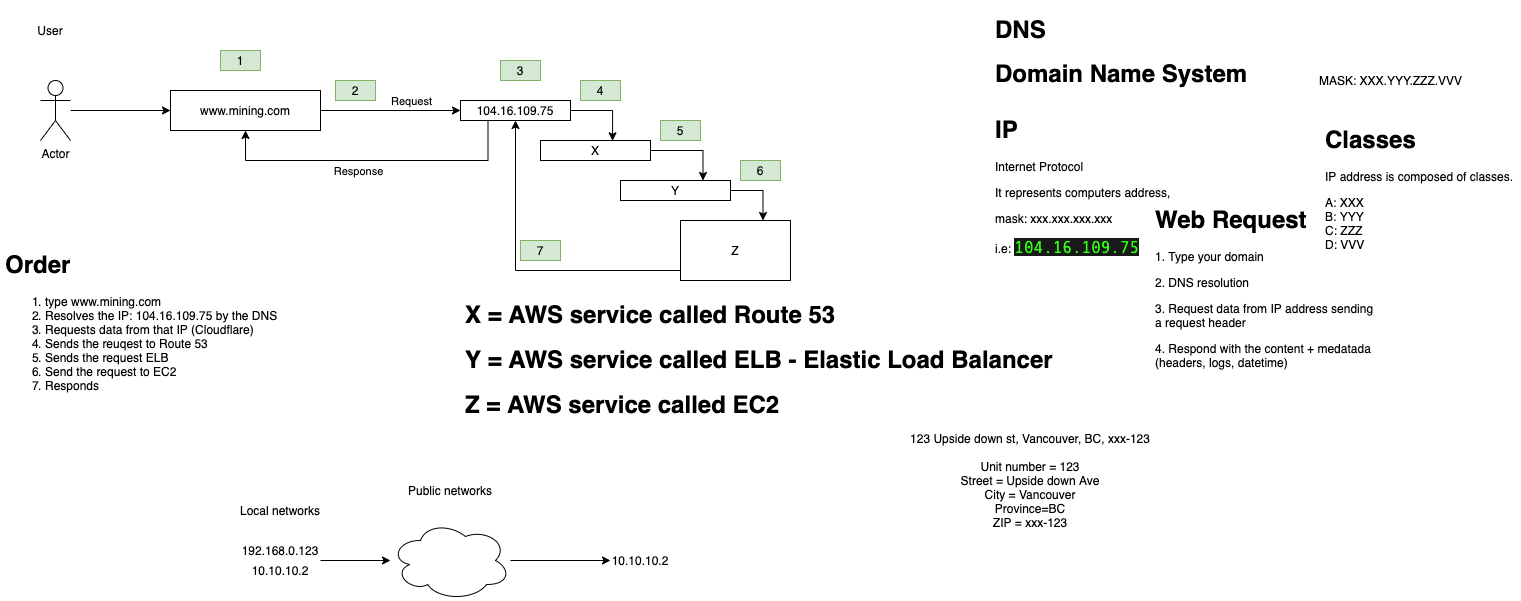 User
1
2
3
4
5
6
7
www.mining.com
Request
104.16.109.75
X
Y
Z
Response
Actor
DNS
Domain Name System
MASK: XXX.YYY.ZZZ.VVV
IP
Internet Protocol
It represents computers address,
mask: xxx.xxx.xxx.xxx
i.e: 104.16.109.75
Classes
IP address is composed of classes.
A: XXX
B: YYY
C: ZZZ
D: VVV
Web Request
1. Type your domain
2. DNS resolution
3. Request data from IP address sending
a request header
4. Respond with the content + medatada
(headers, logs, datetime)
Order
1. type www.mining.com
2. Resolves the IP: 104.16.109.75 by the DNS
3. Requests data from that IP (Cloudflare)
4. Sends the reuqest to Route 53
5. Sends the request ELB
6. Send the request to EC2
7. Responds
X = AWS service called Route 53
Y = AWS service called ELB - Elastic Load Balancer
Z = AWS service called EC2
123 Upside down st, Vancouver, BC, xxx-123
Unit number = 123
Street = Upside down Ave
City = Vancouver
Province=BC
ZIP = xxx-123
Public networks
Local networks
192.168.0.123
10.10.10.2
10.10.10.2